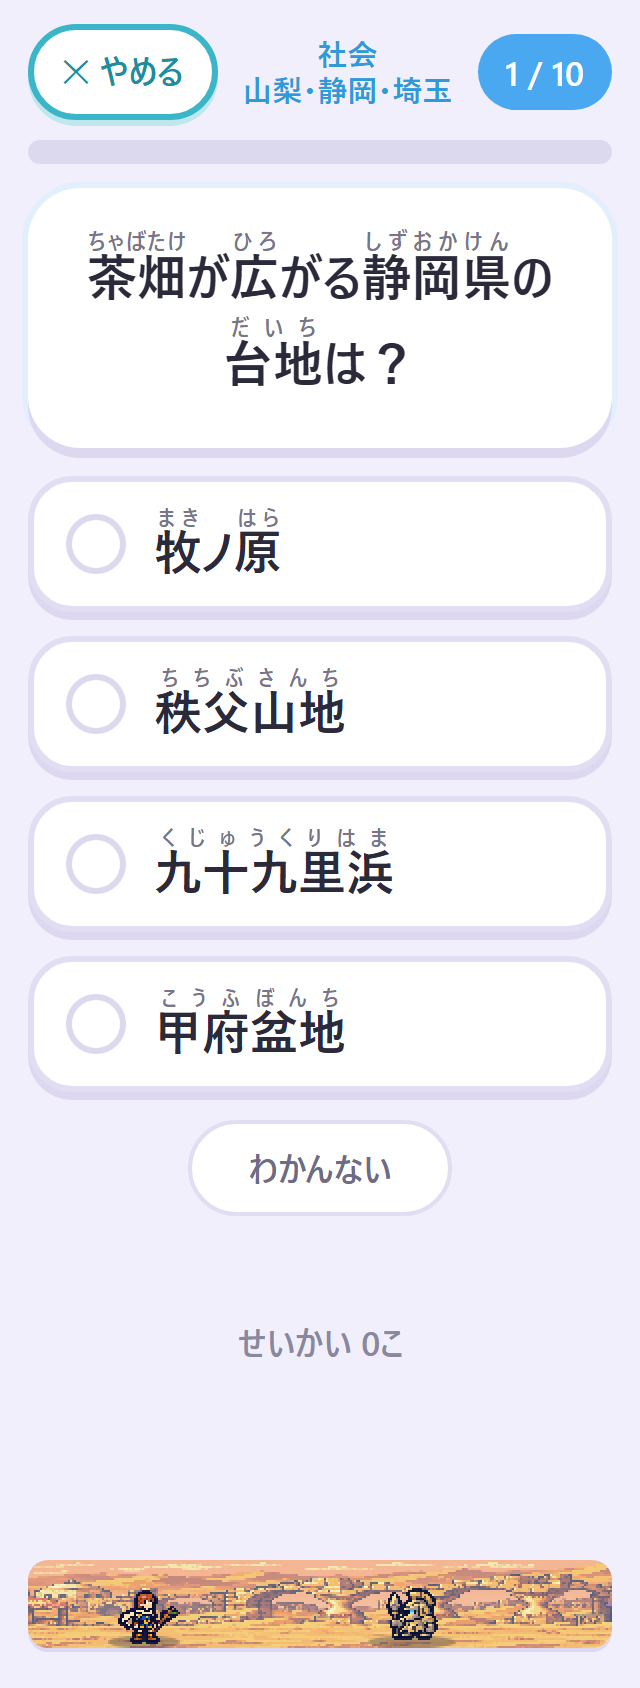 × やめる
社会
山梨・静岡・埼玉
1 / 10
ちゃばたけ ひろ しずおかけん
茶畑が広がる静岡県の
だいち
台地は？
まき はら
牧ノ原
ちちぶさんち
秩父山地
くじゅうくりはま
九十九里浜
こうふぼんち
甲府盆地
わかんない
せいかい 0こ